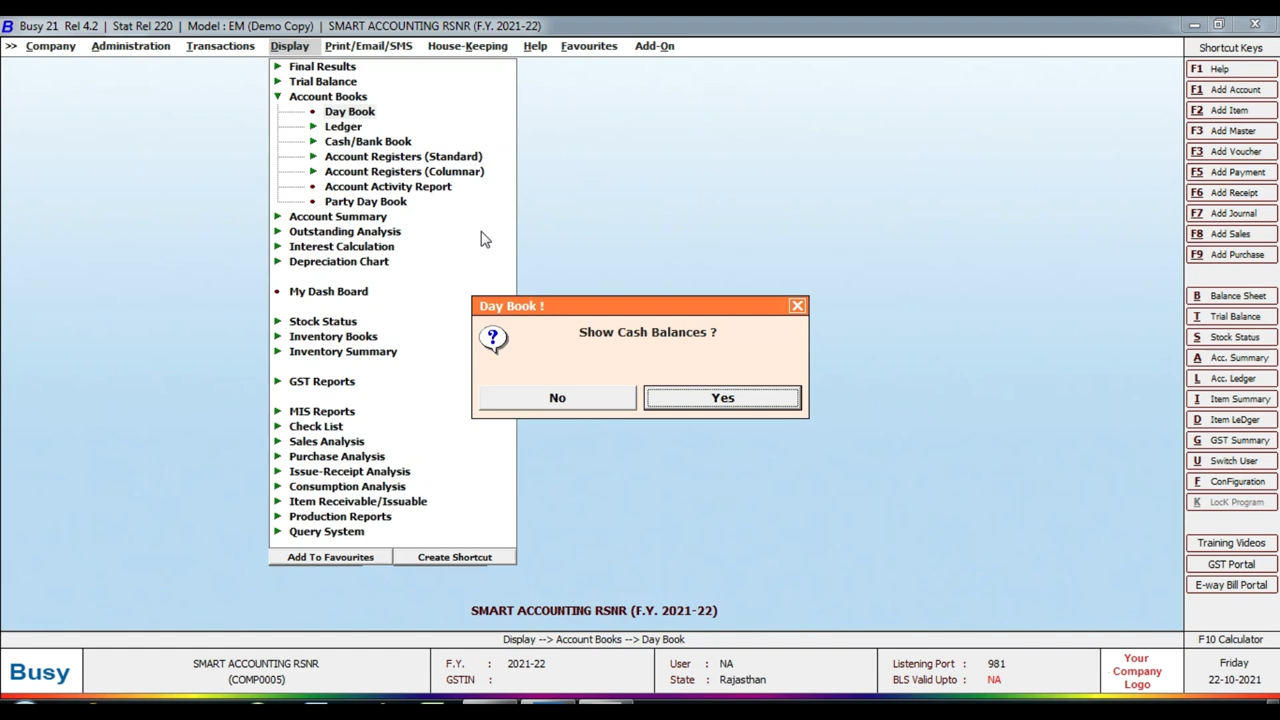 Busy 21 Rel 4.2 | Stat Rel 220 | Model : EM (Demo Copy) | SMART ACCOUNTING RSNR (F.Y. 2021-22)
>> Company Administration Transactions Display Print/Email/SMS House-Keeping Help Favourites Add-On
Final Results
Trial Balance
Account Books
Day Book
Ledger
Cash/Bank Book
Account Registers (Standard)
Account Registers (Columnar)
Account Activity Report
Party Day Book
Account Summary
Outstanding Analysis
Interest Calculation
Depreciation Chart
My Dash Board
Stock Status
Inventory Books
Inventory Summary
GST Reports
MIS Reports
Check List
Sales Analysis
Purchase Analysis
Issue-Receipt Analysis
Consumption Analysis
Item Receivable/Issuable
Production Reports
Query System
Add To Favourites Create Shortcut
Day Book !
Show Cash Balances ?
No Yes
Shortcut Keys
F1 Help
F1 Add Account
F2 Add Item
F3 Add Master
F3 Add Voucher
F5 Add Payment
F6 Add Receipt
F7 Add Journal
F8 Add Sales
F9 Add Purchase
B Balance Sheet
T Trial Balance
S Stock Status
A Acc. Summary
L Acc. Ledger
I Item Summary
D Item LeDger
G GST Summary
U Switch User
F ConFiguration
K LocK Program
Training Videos
GST Portal
E-way Bill Portal
SMART ACCOUNTING RSNR (F.Y. 2021-22)
Display --> Account Books --> Day Book
F10 Calculator
Busy
SMART ACCOUNTING RSNR
(COMP0005)
F.Y. : 2021-22
GSTIN :
User : NA
State : Rajasthan
Listening Port : 981
BLS Valid Upto : NA
Your
Company
Logo
Friday
22-10-2021